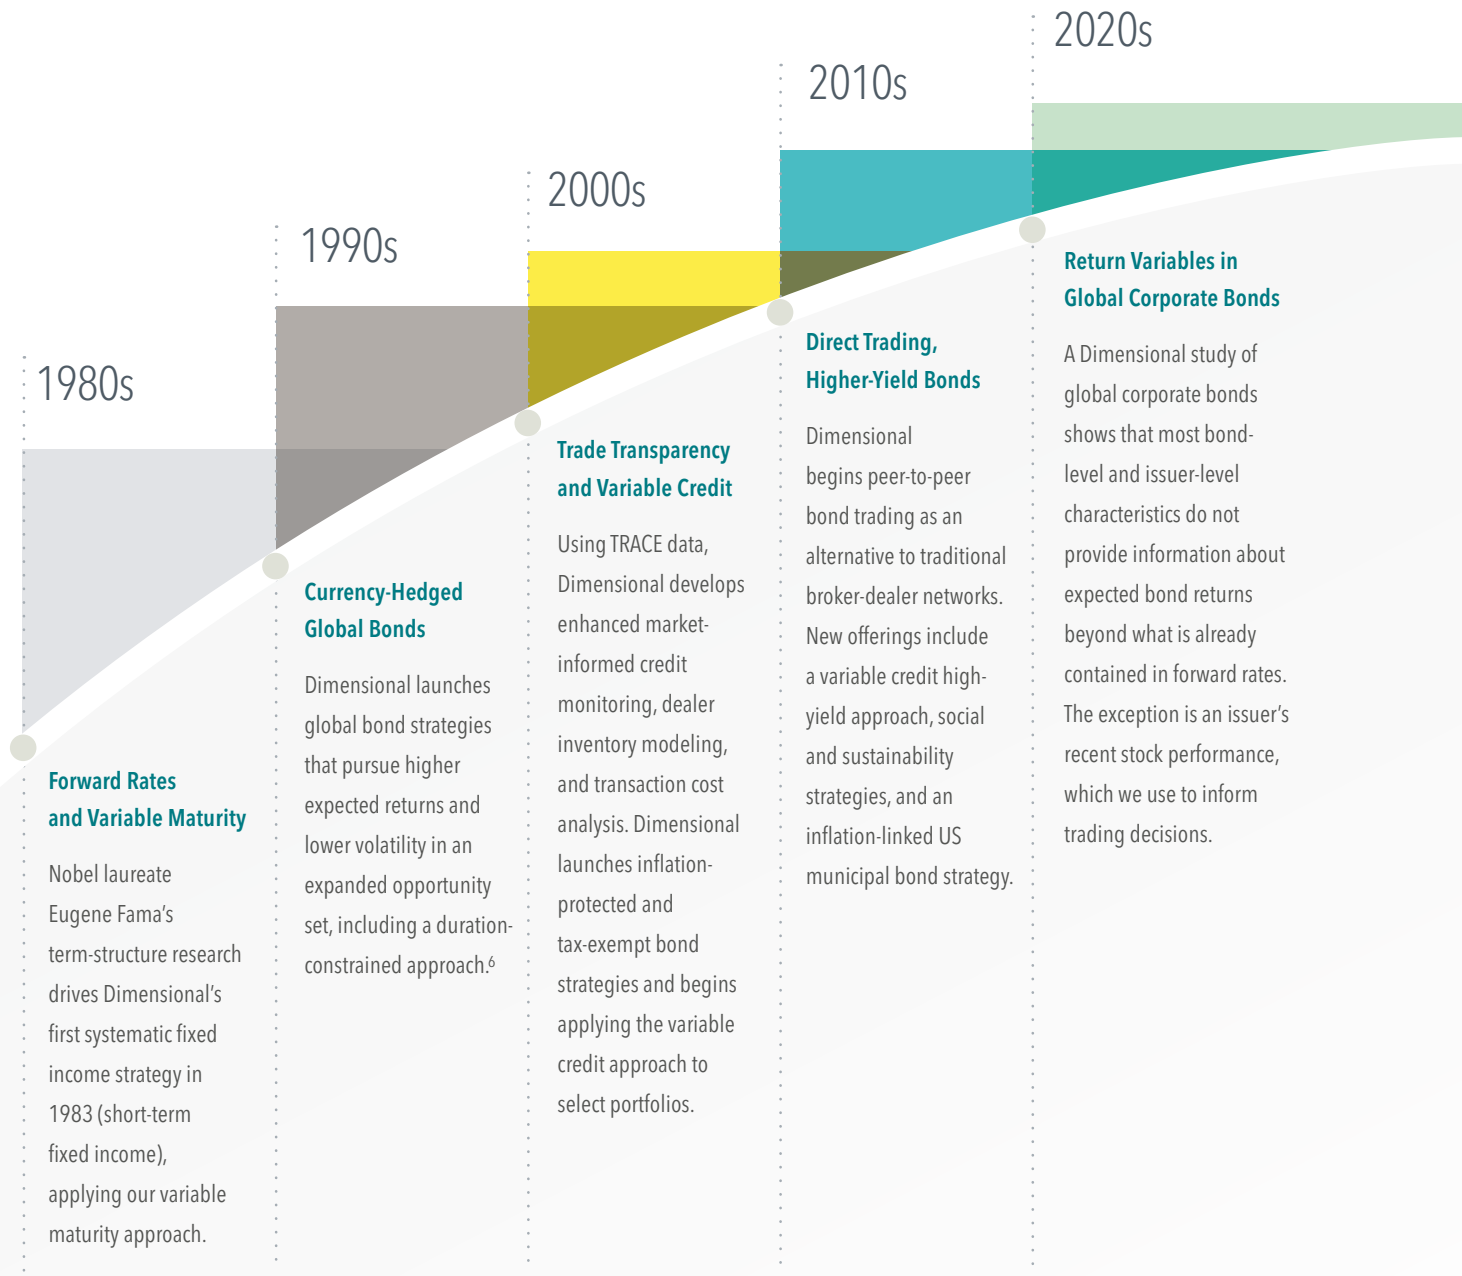 1980s
Forward Rates
and Variable Maturity
Nobel laureate
Eugene Fama’s
term-structure research
drives Dimensional’s
first systematic fixed
income strategy in
1983 (short-term
fixed income),
applying our variable
maturity approach.
1990s
Currency-Hedged
Global Bonds
Dimensional launches
global bond strategies
that pursue higher
expected returns and
lower volatility in an
expanded opportunity
set, including a duration-
constrained approach.⁶
2000s
Trade Transparency
and Variable Credit
Using TRACE data,
Dimensional develops
enhanced market-
informed credit
monitoring, dealer
inventory modeling,
and transaction cost
analysis. Dimensional
launches inflation-
protected and
tax-exempt bond
strategies and begins
applying the variable
credit approach to
select portfolios.
2010s
Direct Trading,
Higher-Yield Bonds
Dimensional
begins peer-to-peer
bond trading as an
alternative to traditional
broker-dealer networks.
New offerings include
a variable credit high-
yield approach, social
and sustainability
strategies, and an
inflation-linked US
municipal bond strategy.
2020s
Return Variables in
Global Corporate Bonds
A Dimensional study of
global corporate bonds
shows that most bond-
level and issuer-level
characteristics do not
provide information about
expected bond returns
beyond what is already
contained in forward rates.
The exception is an issuer’s
recent stock performance,
which we use to inform
trading decisions.